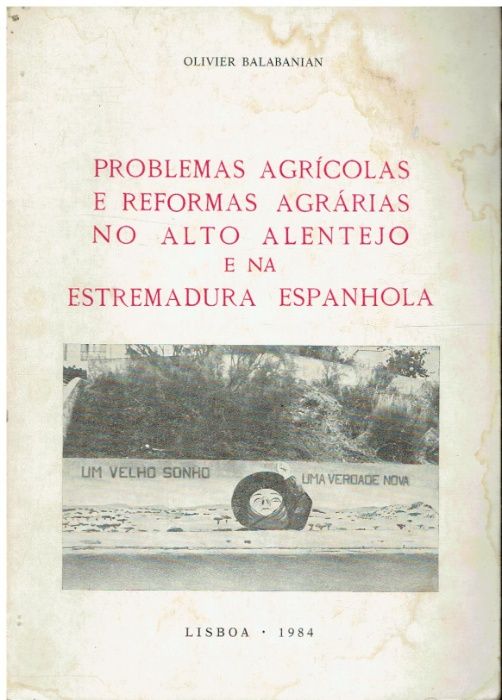 OLIVIER BALABANIAN
PROBLEMAS AGRÍCOLAS
E REFORMAS AGRÁRIAS
NO ALTO ALENTEJO
E NA
ESTREMADURA ESPANHOLA
UM VELHO SONHO
UMA VERDADE NOVA
LISBOA · 1984